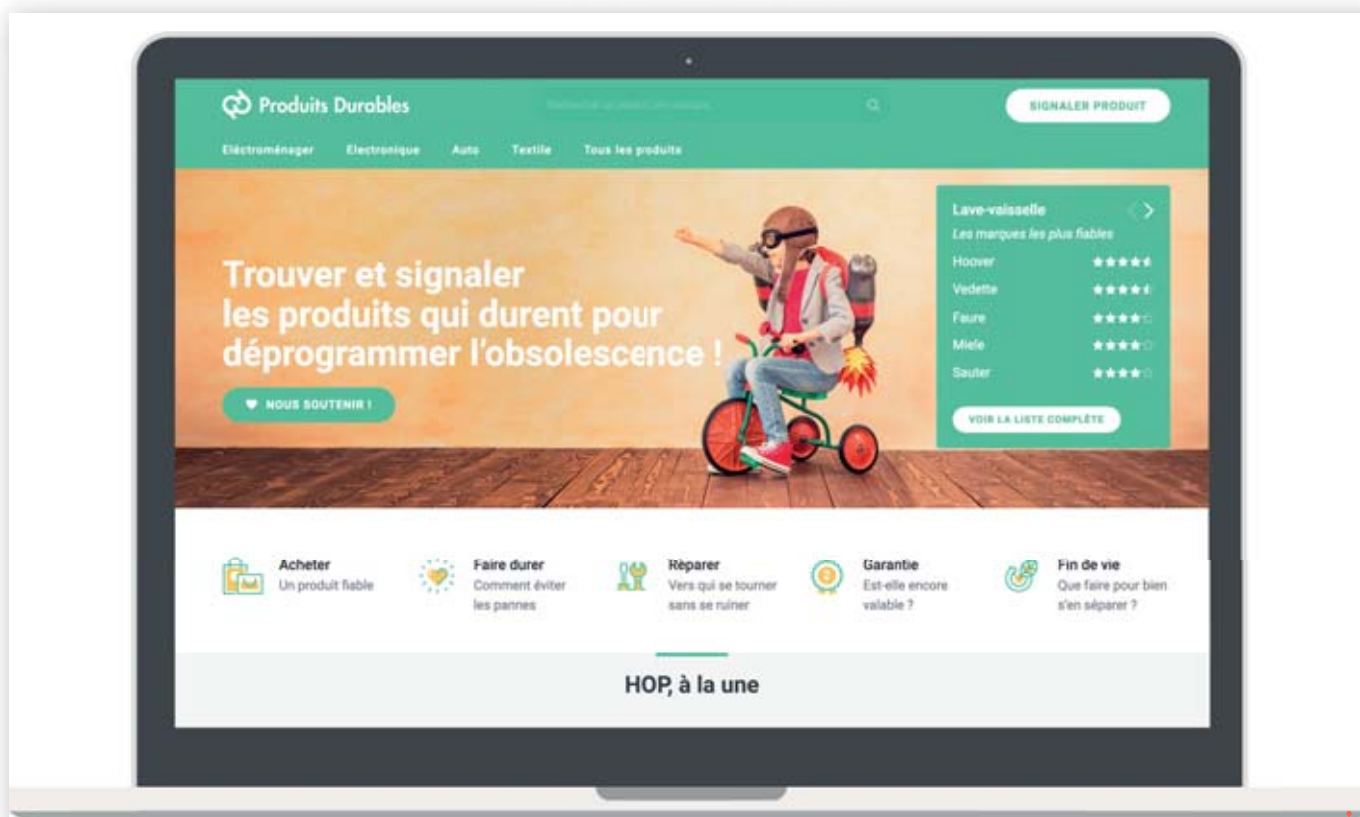 Produits Durables
SIGNALER PRODUIT
Eléctroménager Electronique Auto Textile Tous les produits
Trouver et signaler
les produits qui durent pour
déprogrammer l'obsolescence !
NOUS SOUTENIR !
Lave-vaisselle
Les marques les plus fiables
Hoover
Vedette
Faure
Miele
Sauter
VOIR LA LISTE COMPLÈTE
Acheter
Un produit fiable
Faire durer
Comment éviter
les pannes
Réparer
Vers qui se tourner
sans se ruiner
Garantie
Est-elle encore
valable ?
Fin de vie
Que faire pour bien
s'en séparer ?
HOP, à la une